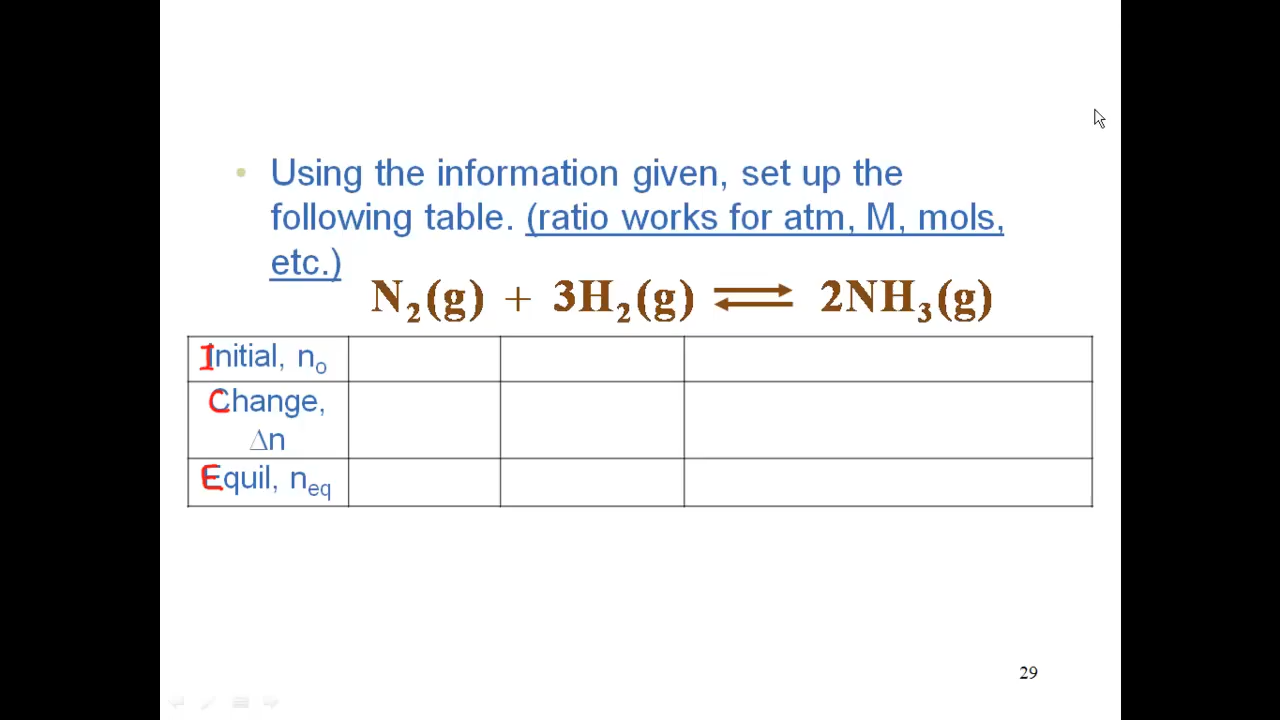 • Using the information given, set up the
following table. (ratio works for atm, M, mols,
etc.)
N₂(g) + 3H₂(g) ⇌ 2NH₃(g)
Initial, nₒ
Change,
Δn
Equil, n_eq
29